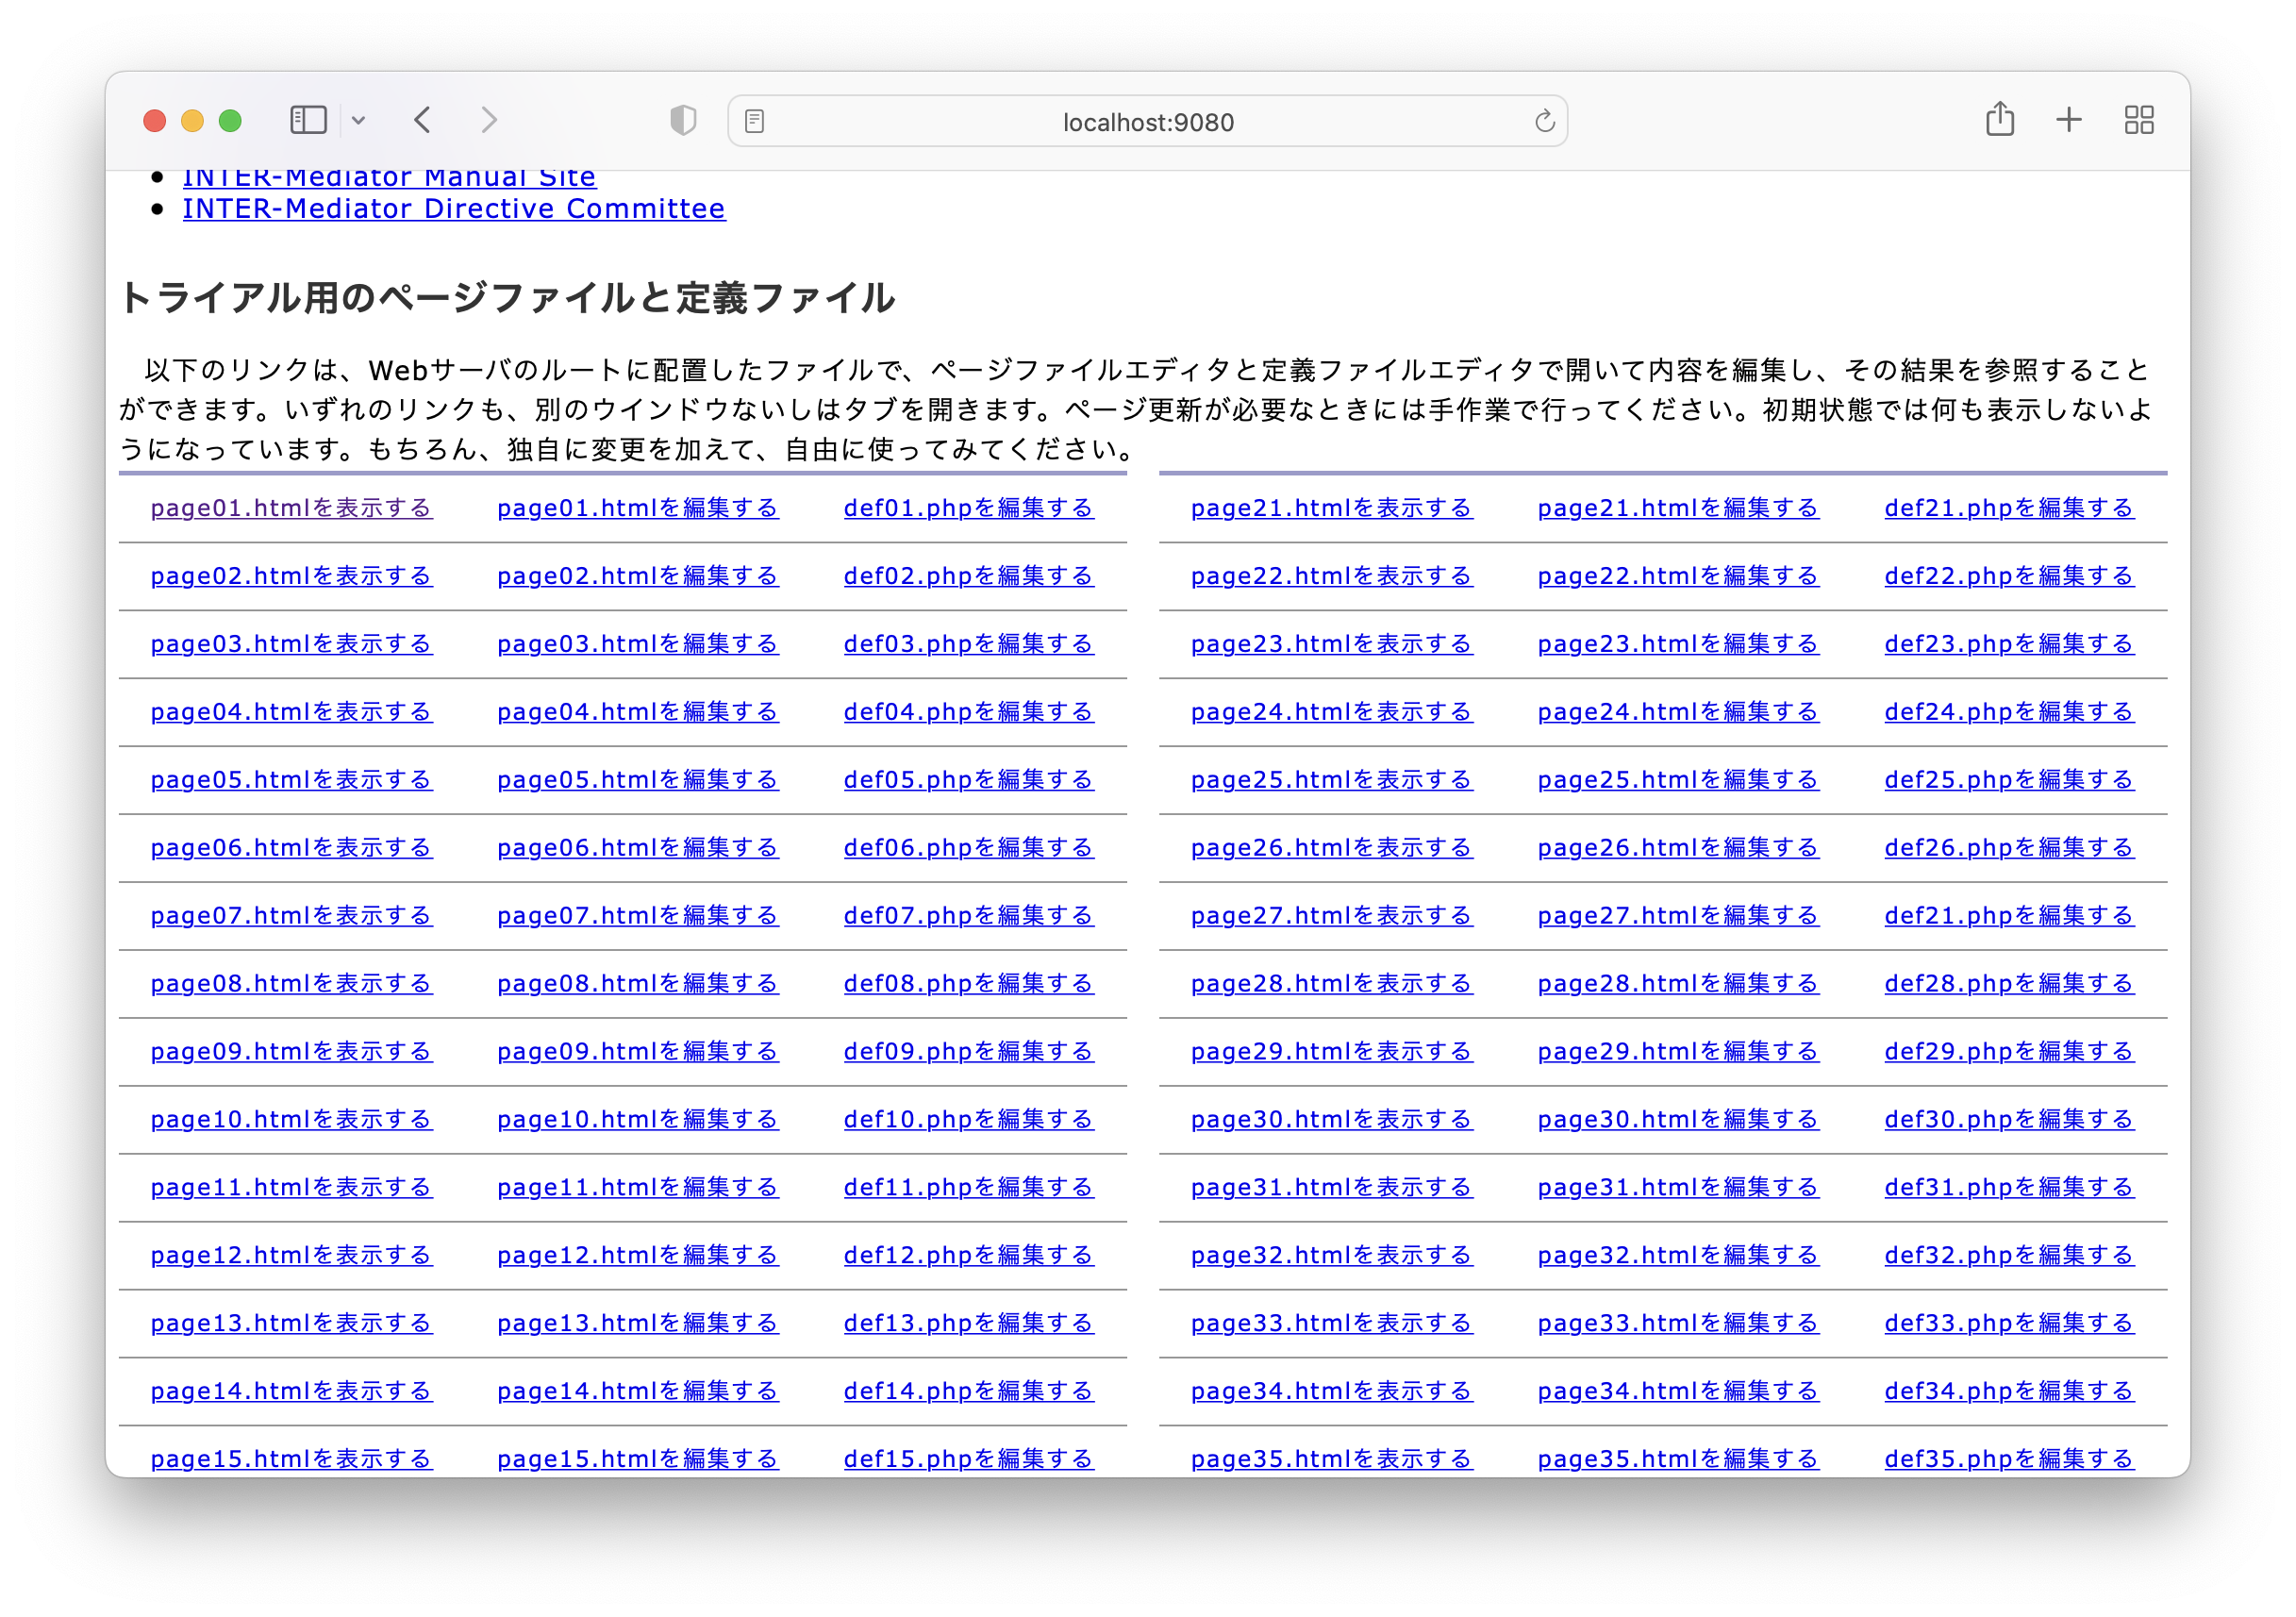 localhost:9080
INTER-Mediator Manual Site
INTER-Mediator Directive Committee
トライアル用のページファイルと定義ファイル
以下のリンクは、Webサーバのルートに配置したファイルで、ページファイルエディタと定義ファイルエディタで開いて内容を編集し、その結果を参照すること
ができます。いずれのリンクも、別のウインドウないしはタブを開きます。ページ更新が必要なときには手作業で行ってください。初期状態では何も表示しないよ
うになっています。もちろん、独自に変更を加えて、自由に使ってみてください。
page01.htmlを表示する page01.htmlを編集する def01.phpを編集する page21.htmlを表示する page21.htmlを編集する def21.phpを編集する
page02.htmlを表示する page02.htmlを編集する def02.phpを編集する page22.htmlを表示する page22.htmlを編集する def22.phpを編集する
page03.htmlを表示する page03.htmlを編集する def03.phpを編集する page23.htmlを表示する page23.htmlを編集する def23.phpを編集する
page04.htmlを表示する page04.htmlを編集する def04.phpを編集する page24.htmlを表示する page24.htmlを編集する def24.phpを編集する
page05.htmlを表示する page05.htmlを編集する def05.phpを編集する page25.htmlを表示する page25.htmlを編集する def25.phpを編集する
page06.htmlを表示する page06.htmlを編集する def06.phpを編集する page26.htmlを表示する page26.htmlを編集する def26.phpを編集する
page07.htmlを表示する page07.htmlを編集する def07.phpを編集する page27.htmlを表示する page27.htmlを編集する def21.phpを編集する
page08.htmlを表示する page08.htmlを編集する def08.phpを編集する page28.htmlを表示する page28.htmlを編集する def28.phpを編集する
page09.htmlを表示する page09.htmlを編集する def09.phpを編集する page29.htmlを表示する page29.htmlを編集する def29.phpを編集する
page10.htmlを表示する page10.htmlを編集する def10.phpを編集する page30.htmlを表示する page30.htmlを編集する def30.phpを編集する
page11.htmlを表示する page11.htmlを編集する def11.phpを編集する page31.htmlを表示する page31.htmlを編集する def31.phpを編集する
page12.htmlを表示する page12.htmlを編集する def12.phpを編集する page32.htmlを表示する page32.htmlを編集する def32.phpを編集する
page13.htmlを表示する page13.htmlを編集する def13.phpを編集する page33.htmlを表示する page33.htmlを編集する def33.phpを編集する
page14.htmlを表示する page14.htmlを編集する def14.phpを編集する page34.htmlを表示する page34.htmlを編集する def34.phpを編集する
page15.htmlを表示する page15.htmlを編集する def15.phpを編集する page35.htmlを表示する page35.htmlを編集する def35.phpを編集する